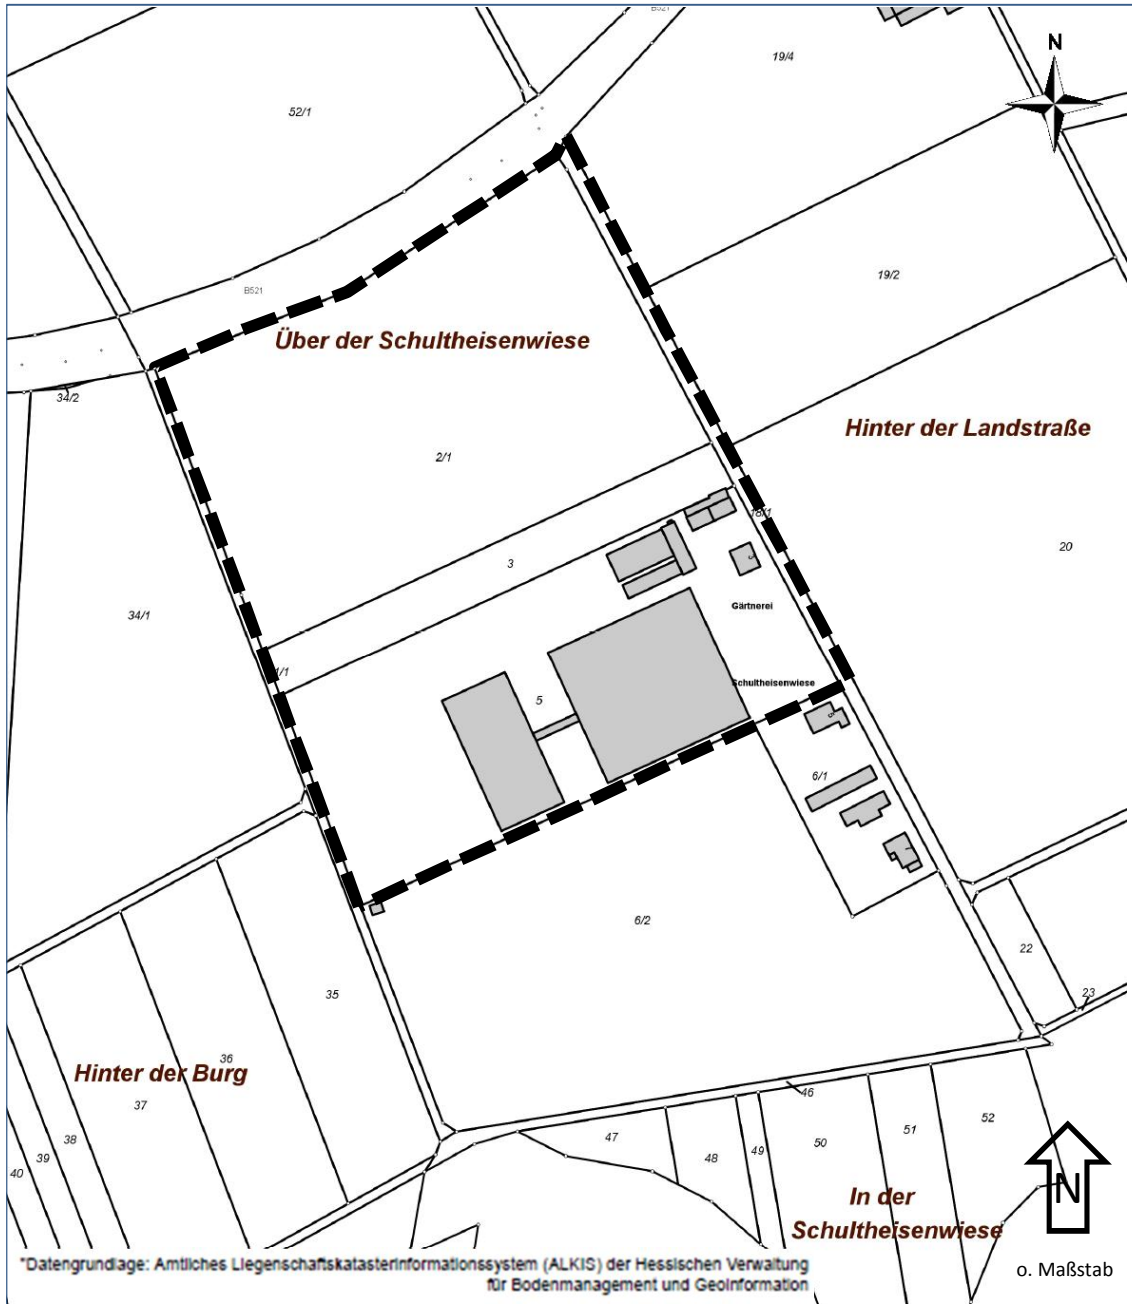 B521
19/4
N
52/1
19/2
B521
Über der Schultheisenwiese
34/2
Hinter der Landstraße
2/1
18/1
20
3
Gärtnerei
34/1
1/1
5
Schultheisenwiese
6/1
6/2
22
35
23
36
Hinter der Burg
37
46
38
47
50
51
52
39
48
49
40
N
In der
Schultheisenwiese
"Datengrundlage: Amtliches Liegenschaftskatasterinformationssystem (ALKIS) der Hessischen Verwaltung
für Bodenmanagement und Geoinformation
o. Maßstab